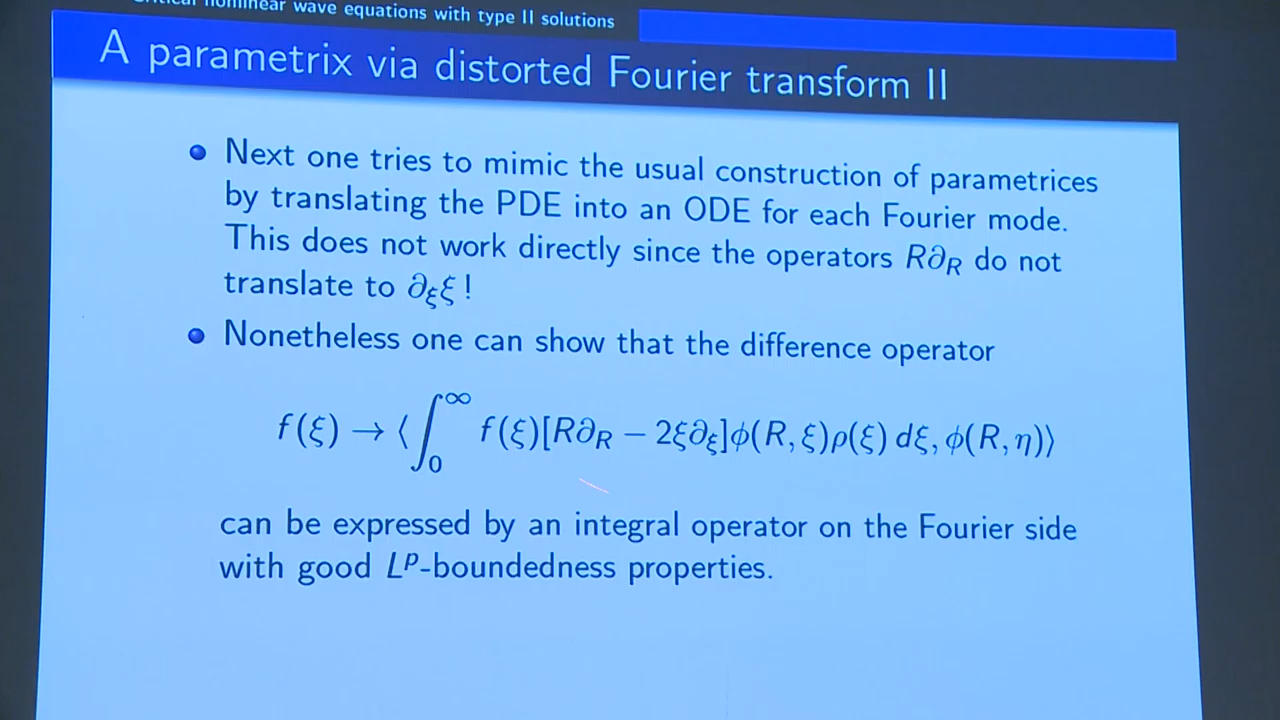 Critical nonlinear wave equations with type II solutions
A parametrix via distorted Fourier transform II
Next one tries to mimic the usual construction of parametrices
by translating the PDE into an ODE for each Fourier mode.
This does not work directly since the operators R∂_R do not
translate to ∂_ξξ !
Nonetheless one can show that the difference operator
f(ξ) → ⟨∫_0^∞ f(ξ)[R∂_R − 2ξ∂_ξ]ϕ(R, ξ)ρ(ξ) dξ, ϕ(R, η)⟩
can be expressed by an integral operator on the Fourier side
with good L^p-boundedness properties.